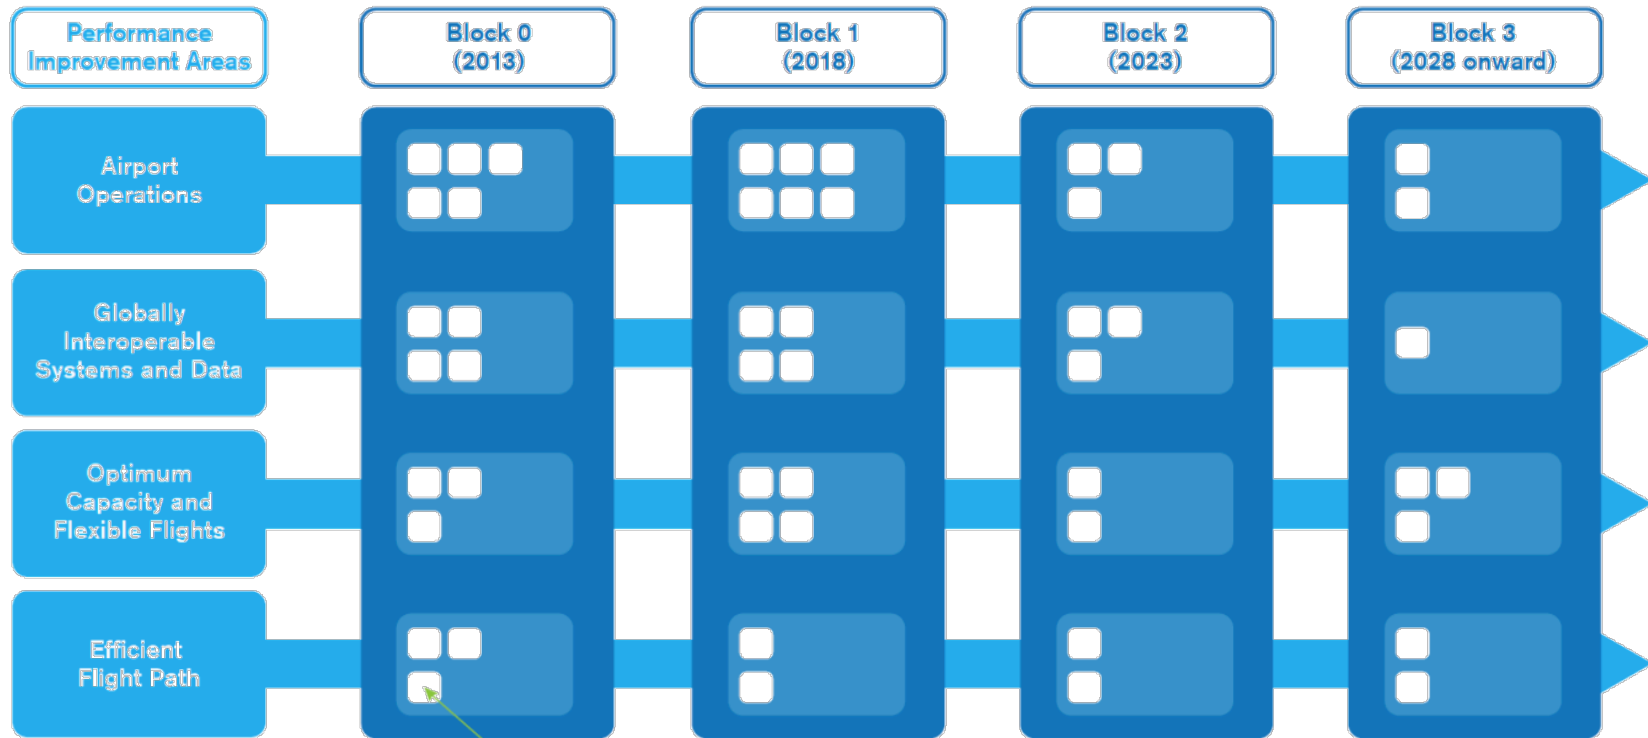 Performance
Improvement Areas
Block 0
(2013)
Block 1
(2018)
Block 2
(2023)
Block 3
(2028 onward)
Airport
Operations
Globally
Interoperable
Systems and Data
Optimum
Capacity and
Flexible Flights
Efficient
Flight Path